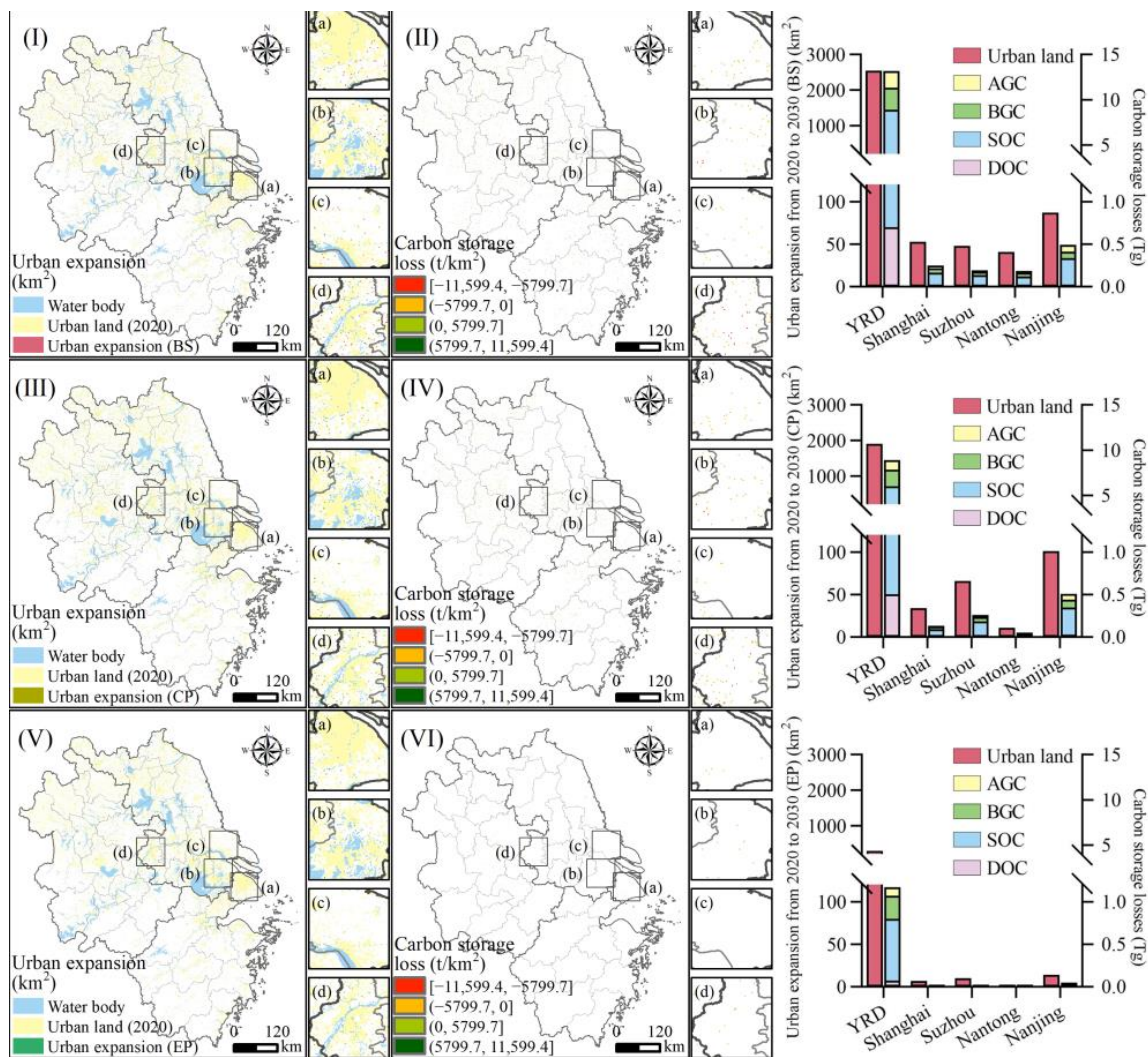 (I)
N
W E
S
(a)
(b)
(c)
(d)
(d)
(c)
(b)
(a)
Urban expansion
(km²)
Water body
Urban land (2020)
Urban expansion (BS)
0 120
km
(II)
N
W E
S
(a)
(b)
(c)
(d)
(d)
(c)
(b)
(a)
Carbon storage
loss (t/km²)
[−11,599.4, −5799.7]
(−5799.7, 0]
(0, 5799.7]
(5799.7, 11,599.4]
0 120
km
Urban expansion from 2020 to 2030 (BS) (km²)
3000
2000
1000
100
50
0
Urban land
AGC
BGC
SOC
DOC
15
10
5
1.0
0.5
0.0
Carbon storage losses (Tg)
YRD
Shanghai
Suzhou
Nantong
Nanjing
(III)
N
W E
S
(a)
(b)
(c)
(d)
(d)
(c)
(b)
(a)
Urban expansion
(km²)
Water body
Urban land (2020)
Urban expansion (CP)
0 120
km
(IV)
N
W E
S
(a)
(b)
(c)
(d)
(d)
(c)
(b)
(a)
Carbon storage
loss (t/km²)
[−11,599.4, −5799.7]
(−5799.7, 0]
(0, 5799.7]
(5799.7, 11,599.4]
0 120
km
Urban expansion from 2020 to 2030 (CP) (km²)
3000
2000
1000
100
50
0
Urban land
AGC
BGC
SOC
DOC
15
10
5
1.0
0.5
0.0
Carbon storage losses (Tg)
YRD
Shanghai
Suzhou
Nantong
Nanjing
(V)
N
W E
S
(a)
(b)
(c)
(d)
(d)
(c)
(b)
(a)
Urban expansion
(km²)
Water body
Urban land (2020)
Urban expansion (EP)
0 120
km
(VI)
N
W E
S
(a)
(b)
(c)
(d)
(d)
(c)
(b)
(a)
Carbon storage
loss (t/km²)
[−11,599.4, −5799.7]
(−5799.7, 0]
(0, 5799.7]
(5799.7, 11,599.4]
0 120
km
Urban expansion from 2020 to 2030 (EP) (km²)
3000
2000
1000
100
50
0
Urban land
AGC
BGC
SOC
DOC
15
10
5
1.0
0.5
0.0
Carbon storage losses (Tg)
YRD
Shanghai
Suzhou
Nantong
Nanjing